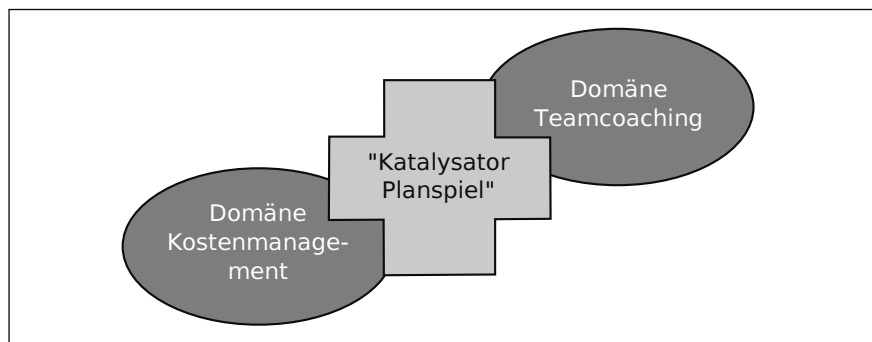 Domäne
Teamcoaching
"Katalysator
Planspiel"
Domäne
Kostenmanage-
ment